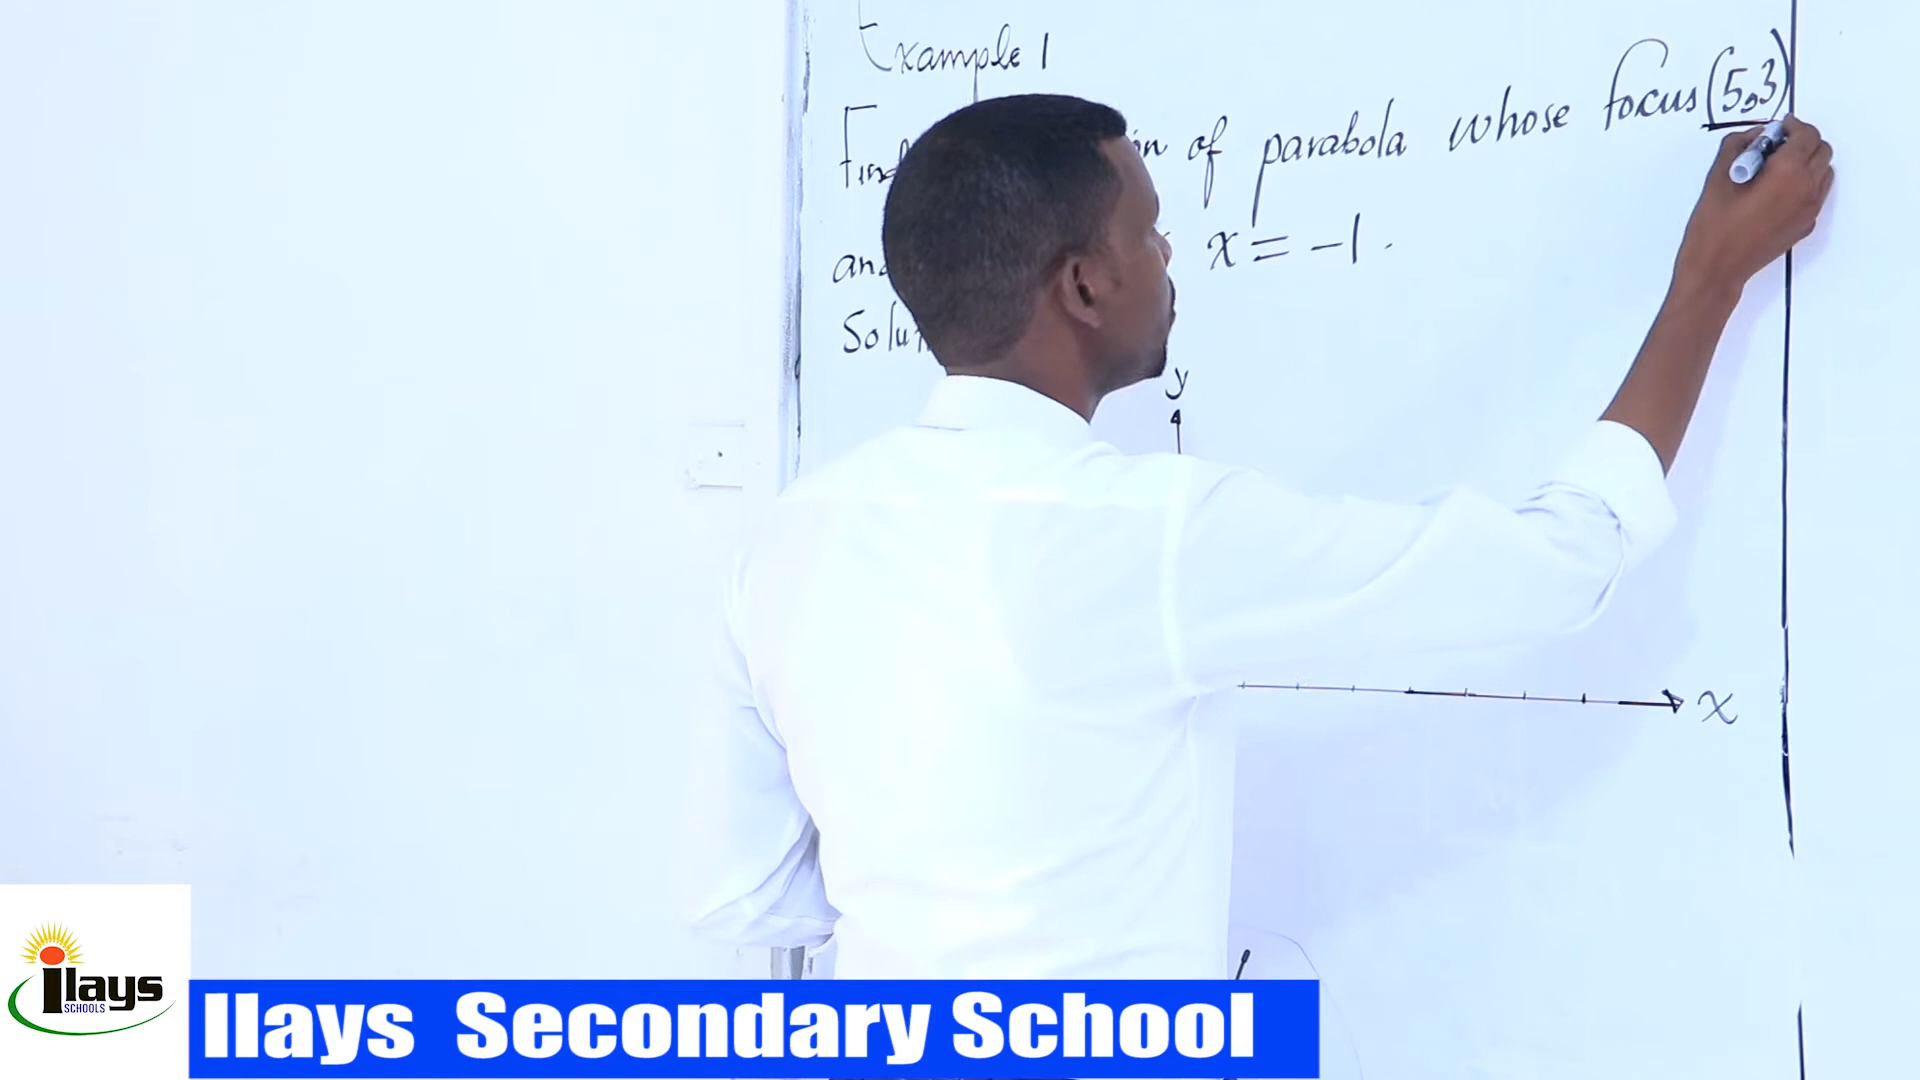 Example 1
of parabola whose focus (5,3)
x = -1.
y
x
ilays
SCHOOLS
Ilays Secondary School